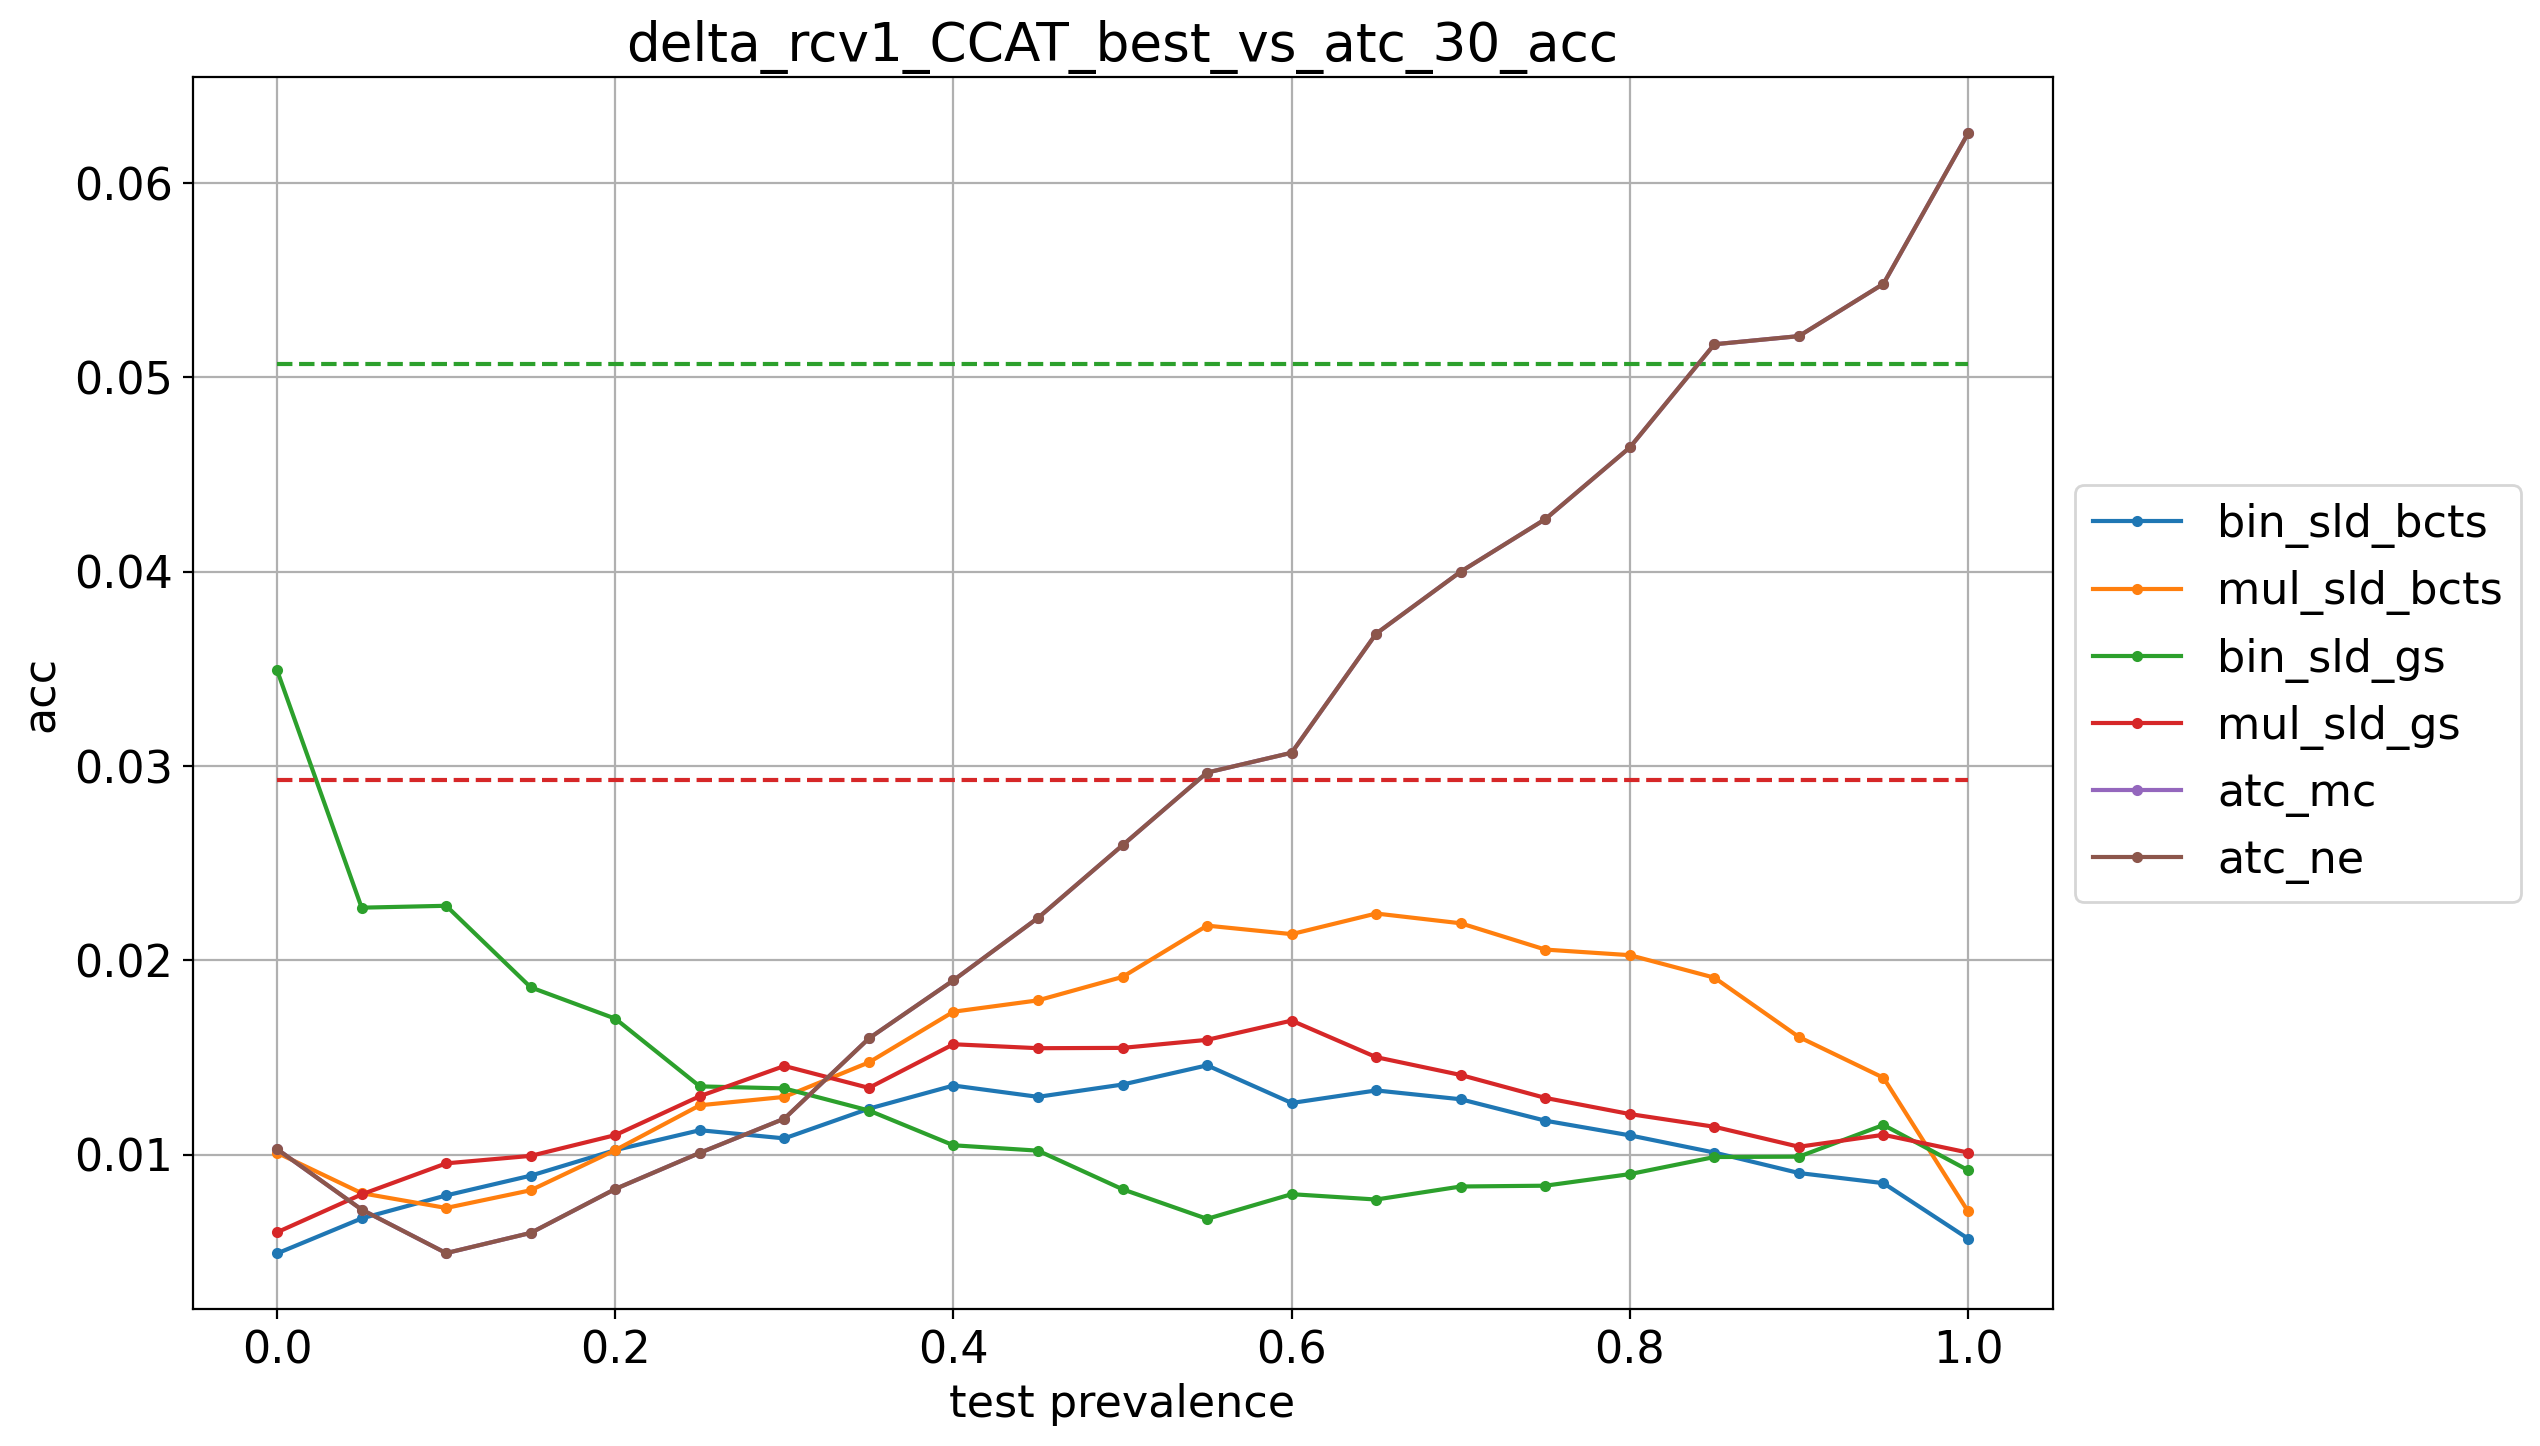 delta_rcv1_CCAT_best_vs_atc_30_acc
acc
0.06
0.05
0.04
0.03
0.02
0.01
0.0 0.2 0.4 0.6 0.8 1.0
test prevalence
bin_sld_bcts
mul_sld_bcts
bin_sld_gs
mul_sld_gs
atc_mc
atc_ne